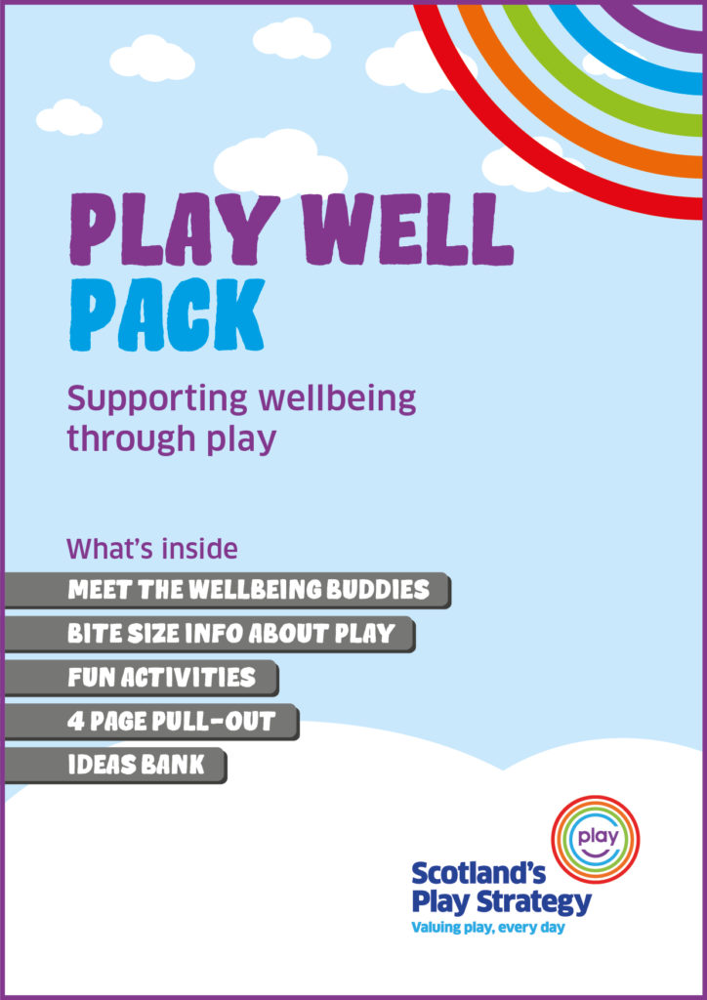 PLAY WELL
PACK
Supporting wellbeing
through play
What's inside
MEET THE WELLBEING BUDDIES
BITE SIZE INFO ABOUT PLAY
FUN ACTIVITIES
4 PAGE PULL-OUT
IDEAS BANK
play
Scotland's
Play Strategy
Valuing play, every day